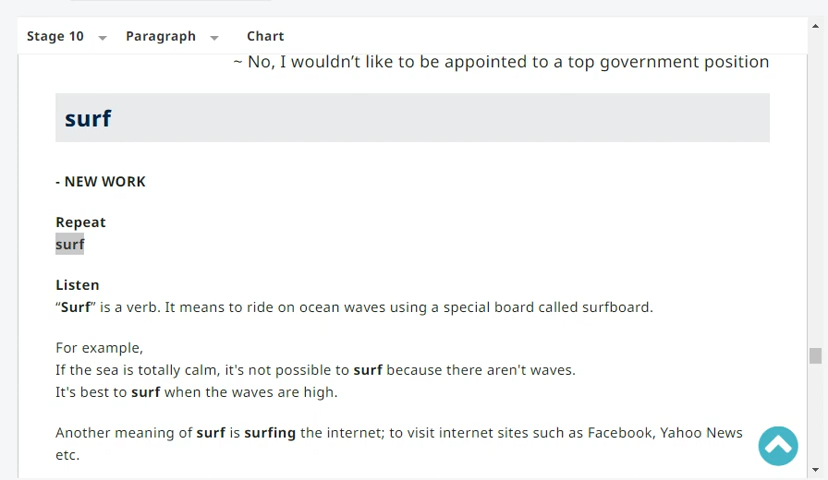 Stage 10 Paragraph Chart
~ No, I wouldn’t like to be appointed to a top government position
surf
- NEW WORK
Repeat
surf
Listen
“Surf” is a verb. It means to ride on ocean waves using a special board called surfboard.
For example,
If the sea is totally calm, it's not possible to surf because there aren't waves.
It's best to surf when the waves are high.
Another meaning of surf is surfing the internet; to visit internet sites such as Facebook, Yahoo News
etc.